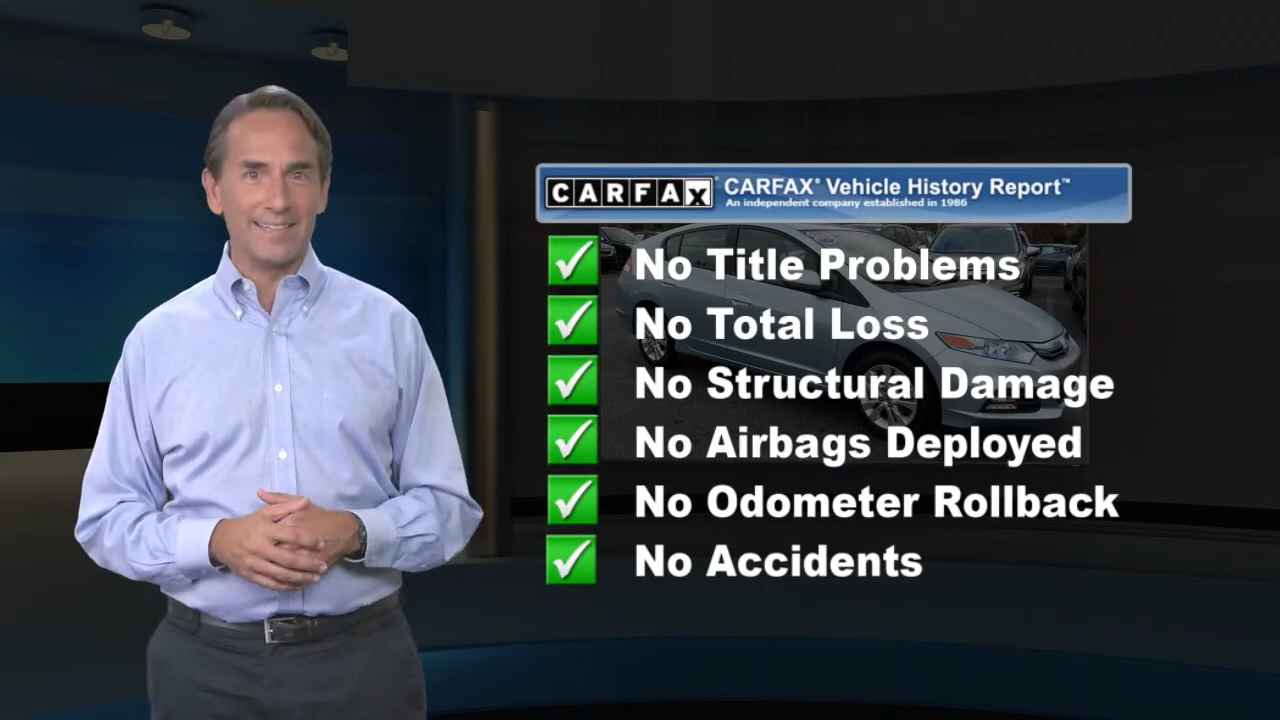 CARFAX
CARFAX® Vehicle History Report™
An independent company established in 1986
No Title Problems
No Total Loss
No Structural Damage
No Airbags Deployed
No Odometer Rollback
No Accidents